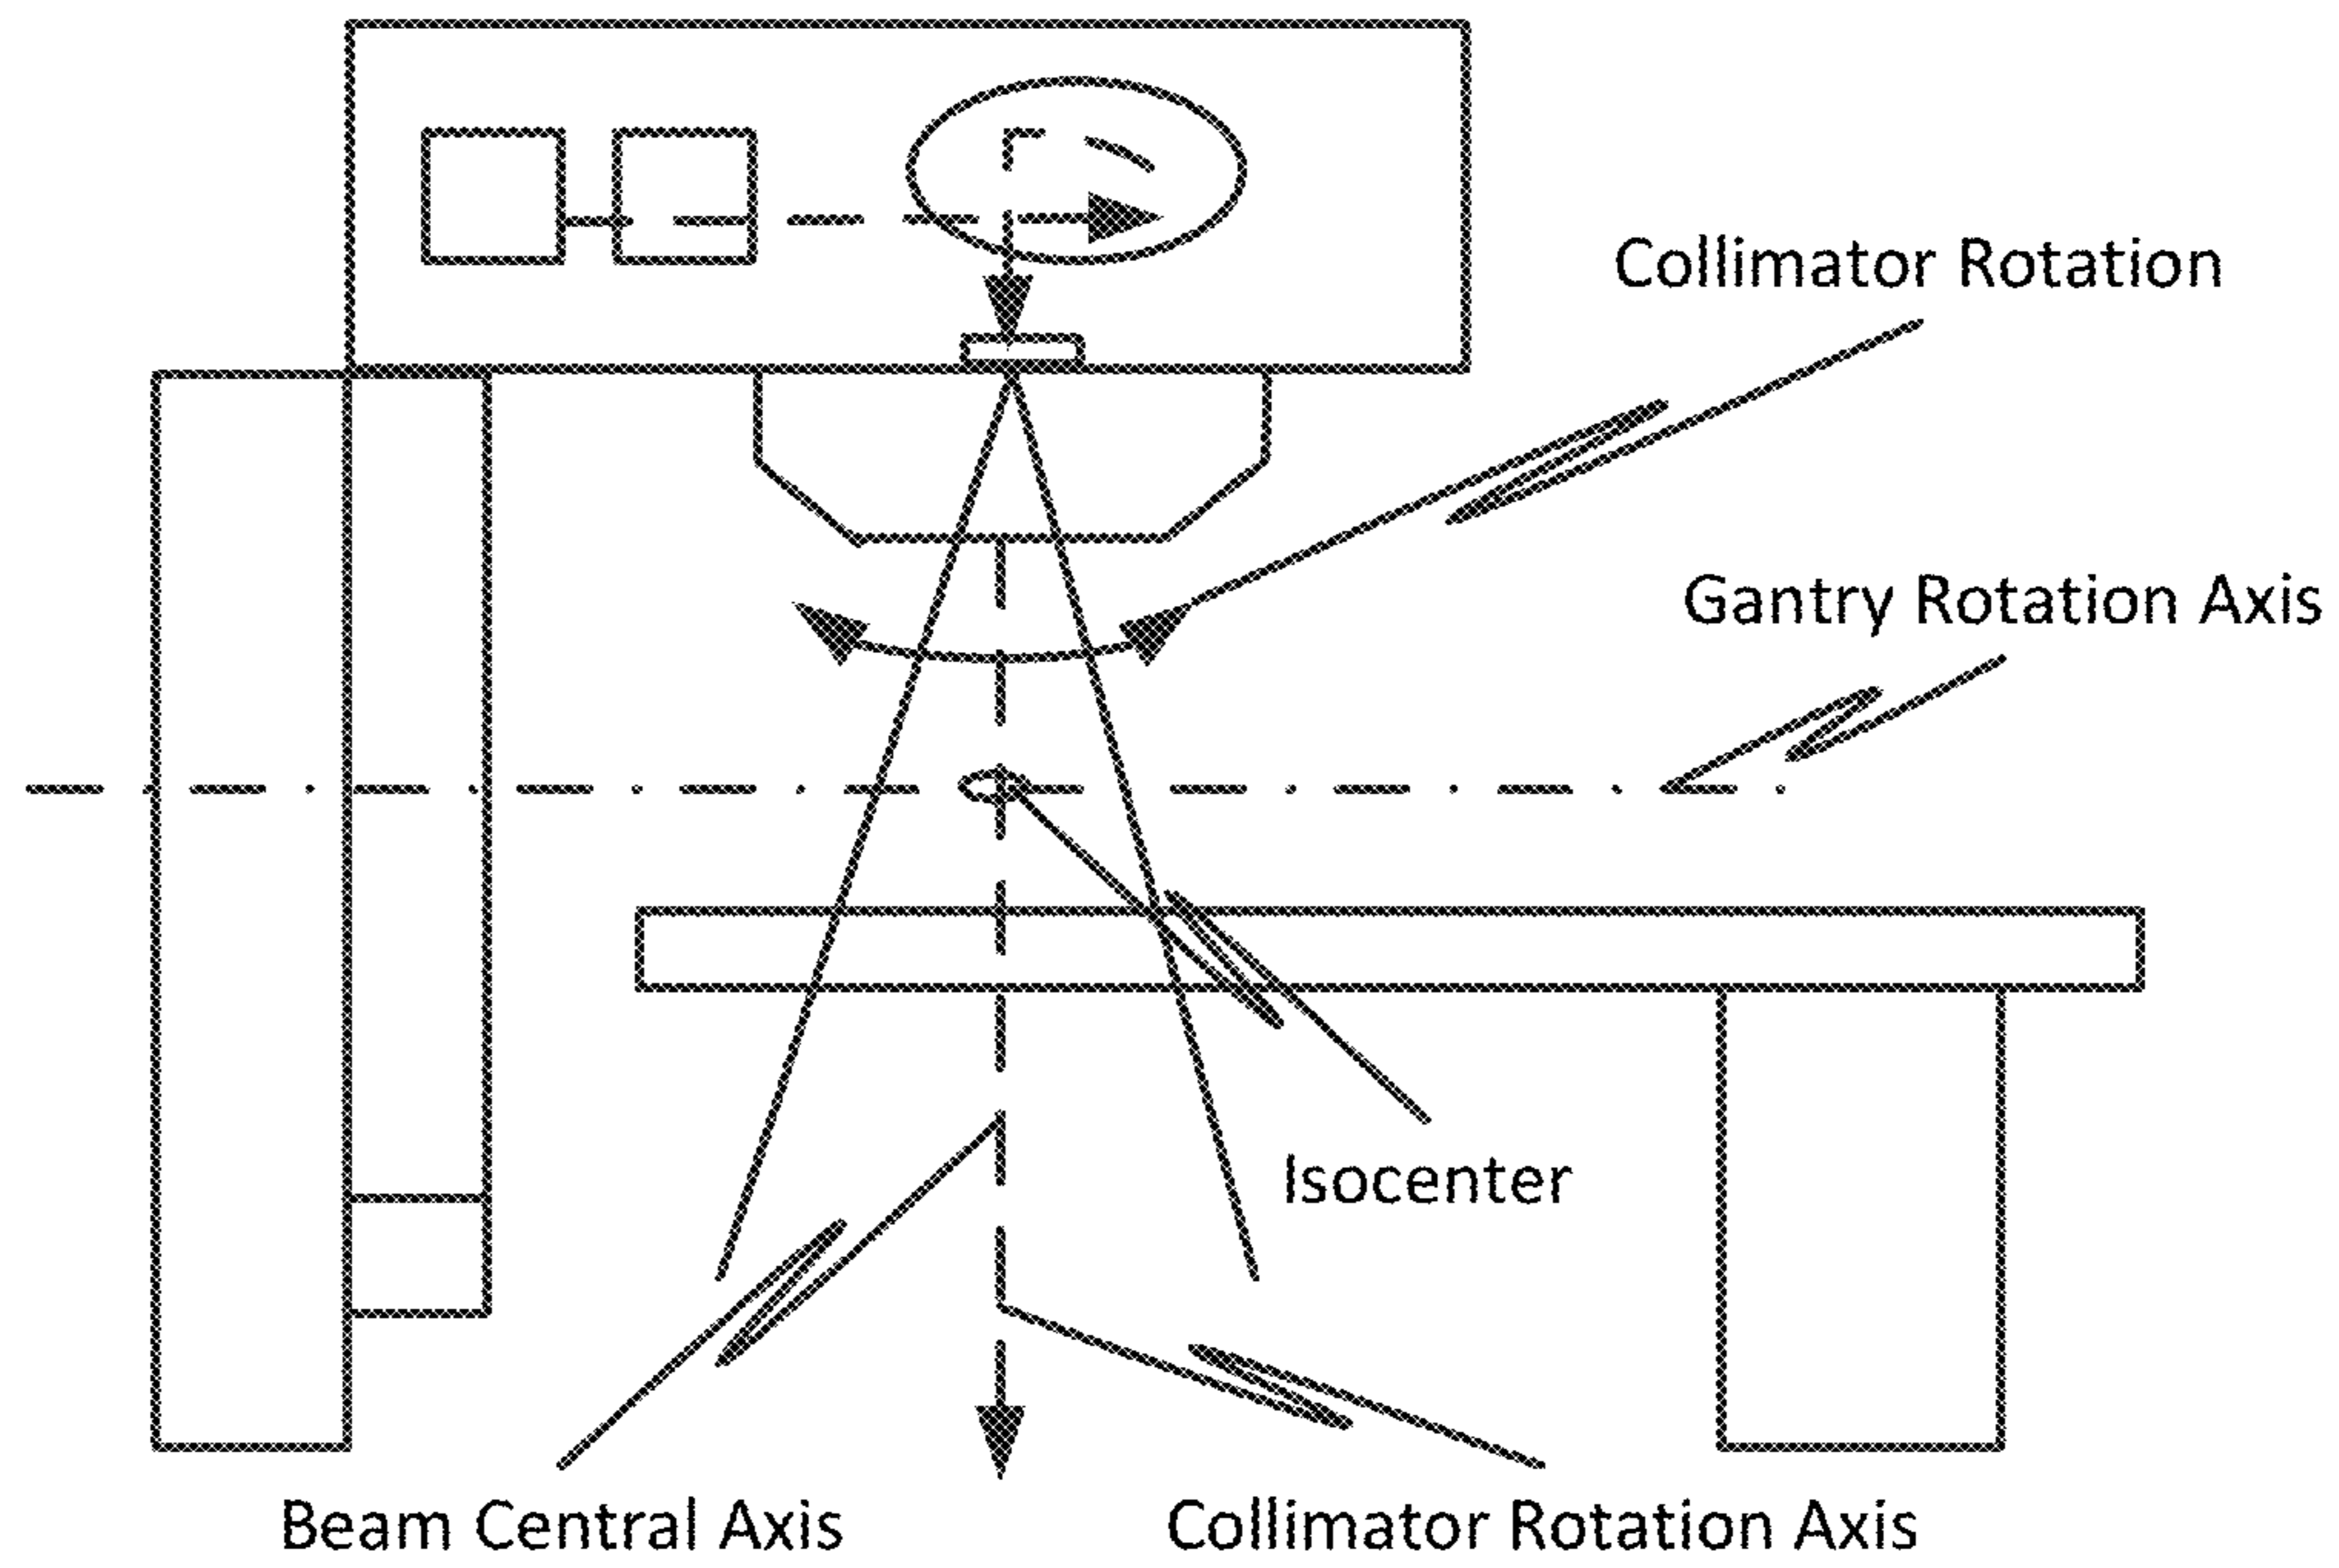 Collimator Rotation
Gantry Rotation Axis
Isocenter
Beam Central Axis
Collimator Rotation Axis